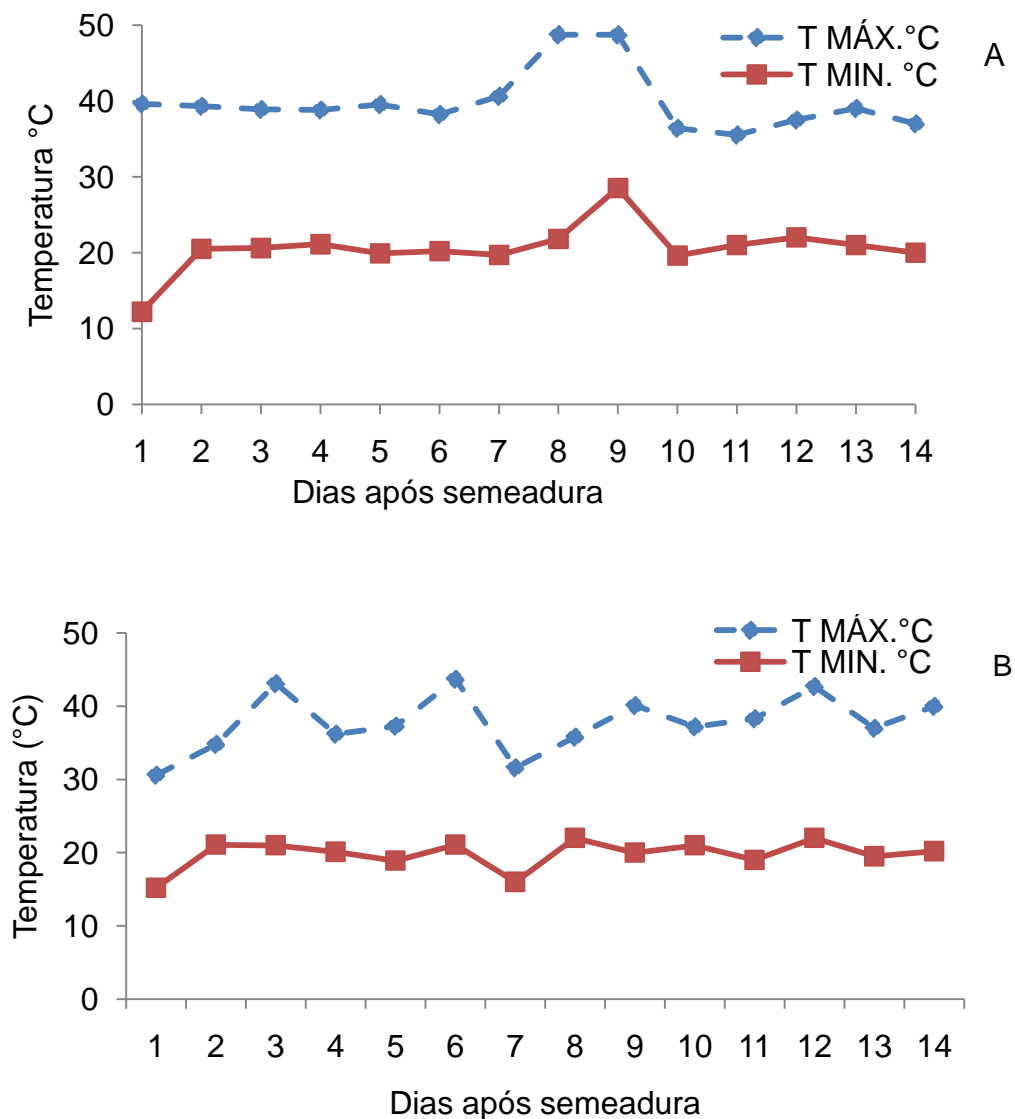 50
T MÁX.°C
A
T MIN. °C
40
30
20
10
0
Temperatura °C
1 2 3 4 5 6 7 8 9 10 11 12 13 14
Dias após semeadura
50
T MÁX.°C
T MIN. °C
B
40
30
20
10
0
Temperatura (°C)
1 2 3 4 5 6 7 8 9 10 11 12 13 14
Dias após semeadura